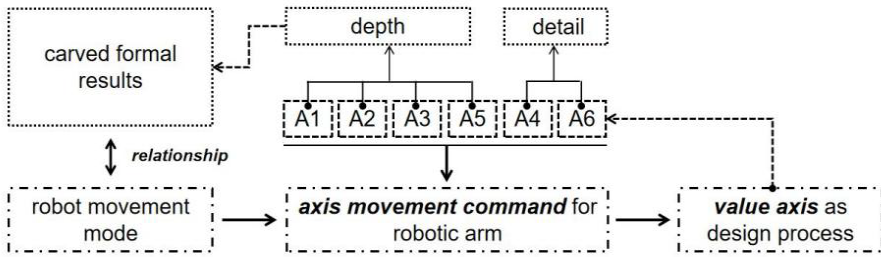 depth
detail
carved formal
results
A1 A2 A3 A5 A4 A6
relationship
robot movement
mode
axis movement command for
robotic arm
value axis as
design process